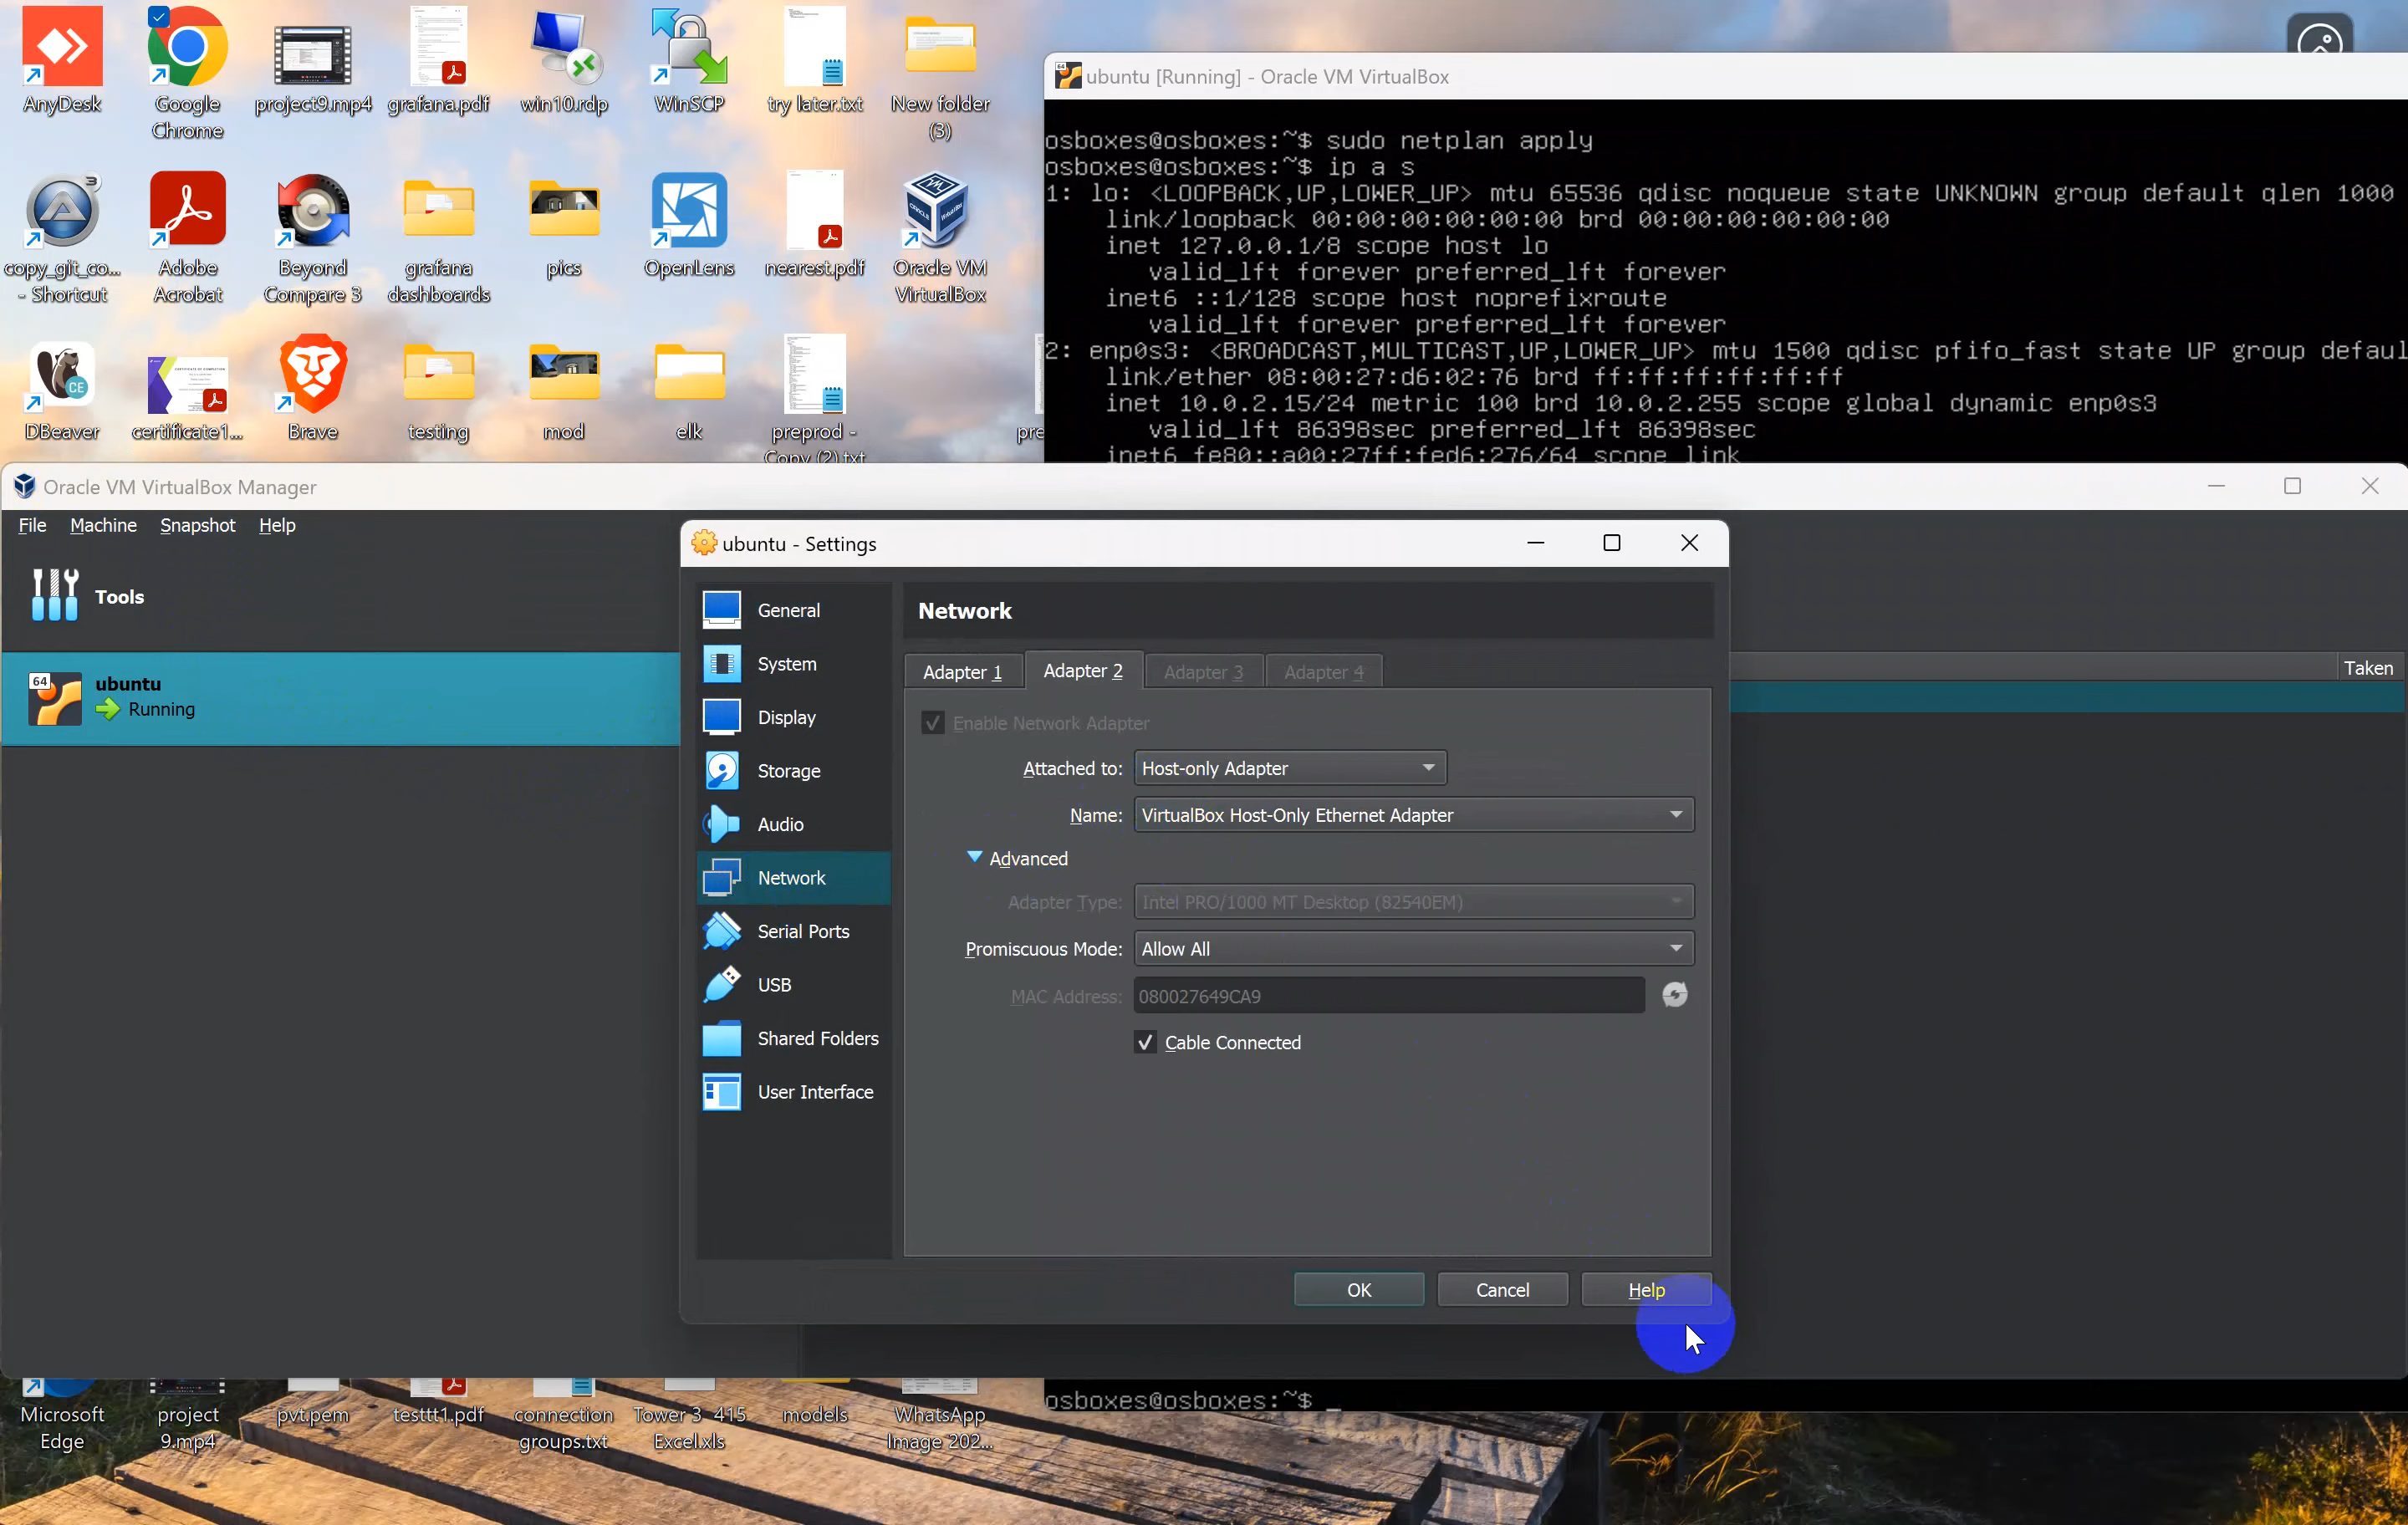 AnyDesk
Google
Chrome
project9.mp4
grafana.pdf
win10.rdp
WinSCP
try later.txt
New folder
(3)
copy_git_co...
- Shortcut
Adobe
Acrobat
Beyond
Compare 3
grafana
dashboards
pics
OpenLens
nearest.pdf
Oracle VM
VirtualBox
DBeaver
certificate1...
Brave
testing
mod
elk
preprod -
Copy (2).txt
pre
ubuntu [Running] - Oracle VM VirtualBox
osboxes@osboxes:~$ sudo netplan apply
osboxes@osboxes:~$ ip a s
1: lo: <LOOPBACK,UP,LOWER_UP> mtu 65536 qdisc noqueue state UNKNOWN group default qlen 1000
link/loopback 00:00:00:00:00:00 brd 00:00:00:00:00:00
inet 127.0.0.1/8 scope host lo
valid_lft forever preferred_lft forever
inet6 ::1/128 scope host noprefixroute
valid_lft forever preferred_lft forever
2: enp0s3: <BROADCAST,MULTICAST,UP,LOWER_UP> mtu 1500 qdisc pfifo_fast state UP group defaul
link/ether 08:00:27:d6:02:76 brd ff:ff:ff:ff:ff:ff
inet 10.0.2.15/24 metric 100 brd 10.0.2.255 scope global dynamic enp0s3
valid_lft 86398sec preferred_lft 86398sec
inet6 fe80::a00:27ff:fed6:276/64 scope link
Oracle VM VirtualBox Manager
File Machine Snapshot Help
Tools
64
ubuntu
Running
Taken
ubuntu - Settings
General
System
Display
Storage
Audio
Network
Serial Ports
USB
Shared Folders
User Interface
Network
Adapter 1 Adapter 2 Adapter 3 Adapter 4
Enable Network Adapter
Attached to: Host-only Adapter
Name: VirtualBox Host-Only Ethernet Adapter
Advanced
Adapter Type: Intel PRO/1000 MT Desktop (82540EM)
Promiscuous Mode: Allow All
MAC Address: 080027649CA9
Cable Connected
OK Cancel Help
osboxes@osboxes:~$ _
Microsoft
Edge
project
9.mp4
pvt.pem
testtt1.pdf
connection
groups.txt
Tower 3_415
Excel.xls
models
WhatsApp
Image 202...